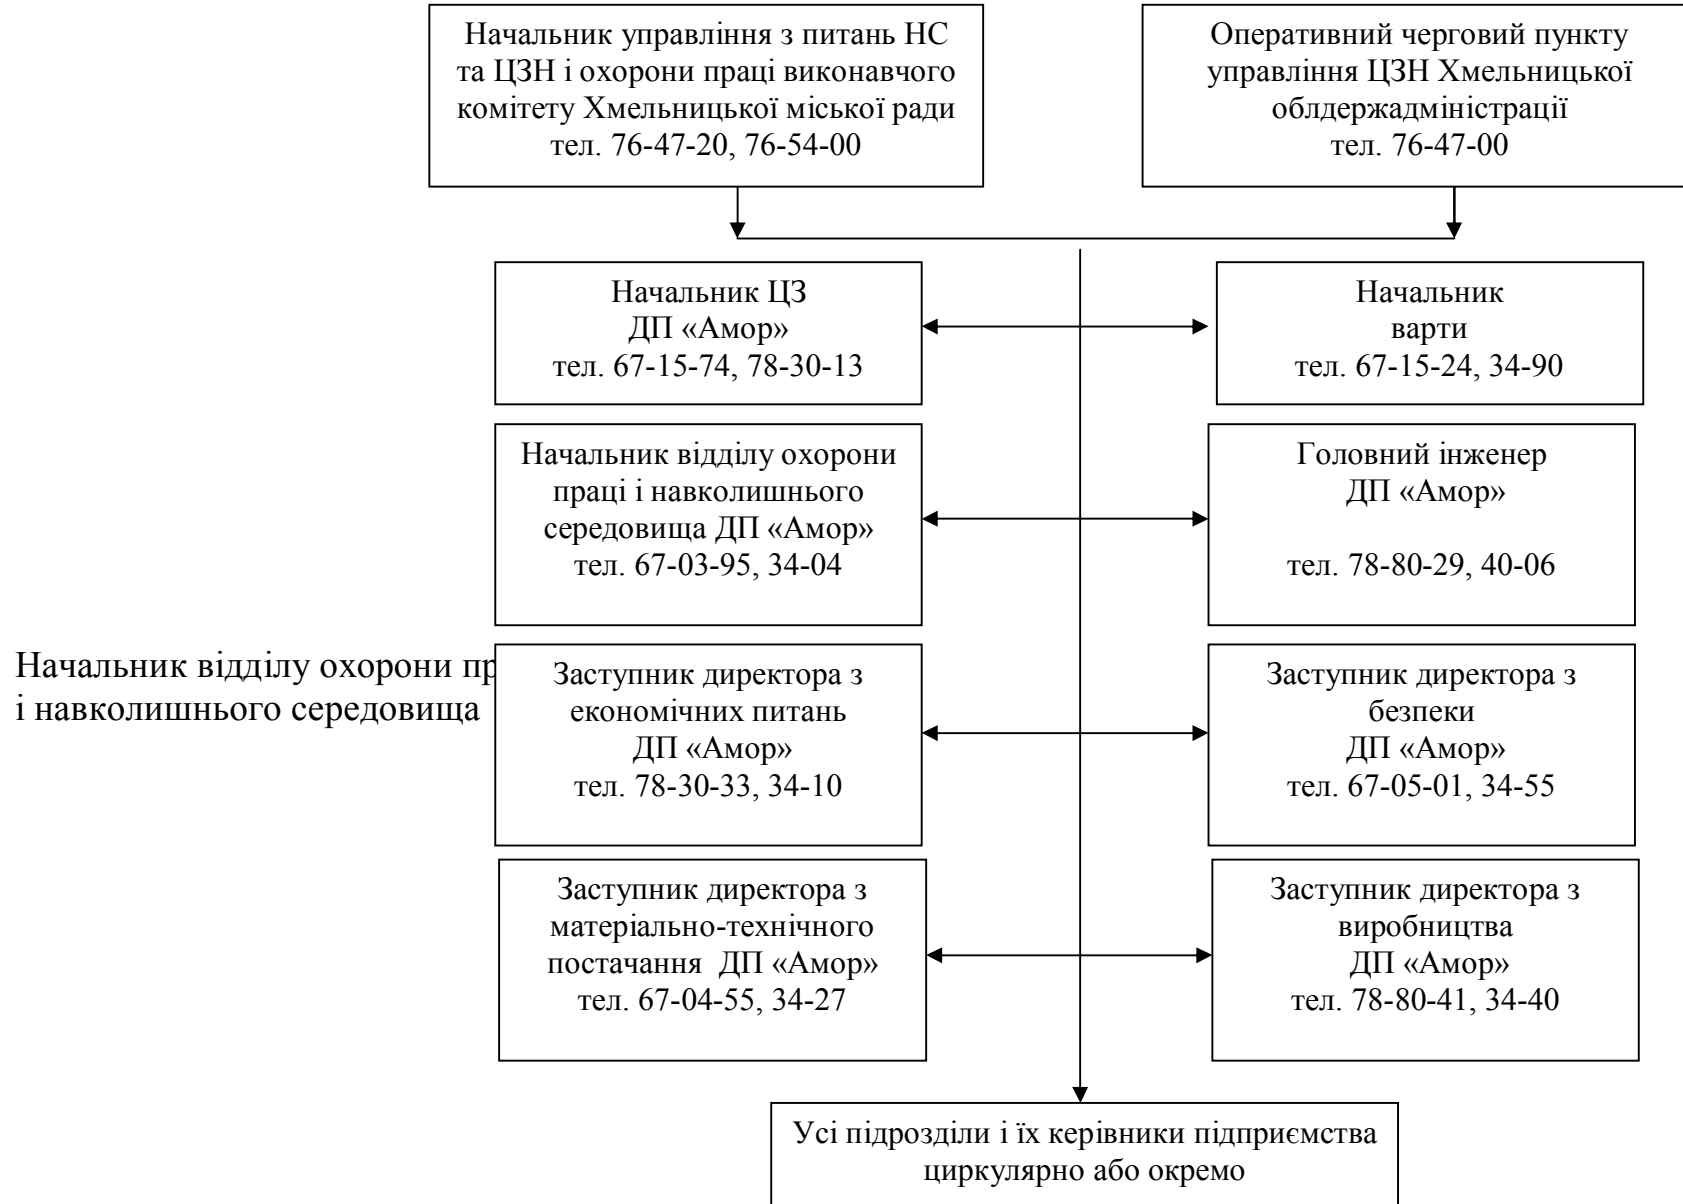 Начальник управління з питань НС
та ЦЗН і охорони праці виконавчого
комітету Хмельницької міської ради
тел. 76-47-20, 76-54-00
Оперативний черговий пункту
управління ЦЗН Хмельницької
облдержадміністрації
тел. 76-47-00
Начальник ЦЗ
ДП «Амор»
тел. 67-15-74, 78-30-13
Начальник
варти
тел. 67-15-24, 34-90
Начальник відділу охорони
праці і навколишнього
середовища ДП «Амор»
тел. 67-03-95, 34-04
Головний інженер
ДП «Амор»
тел. 78-80-29, 40-06
Начальник відділу охорони пр
і навколишнього середовища
Заступник директора з
економічних питань
ДП «Амор»
тел. 78-30-33, 34-10
Заступник директора з
безпеки
ДП «Амор»
тел. 67-05-01, 34-55
Заступник директора з
матеріально-технічного
постачання ДП «Амор»
тел. 67-04-55, 34-27
Заступник директора з
виробництва
ДП «Амор»
тел. 78-80-41, 34-40
Усі підрозділи і їх керівники підприємства
циркулярно або окремо